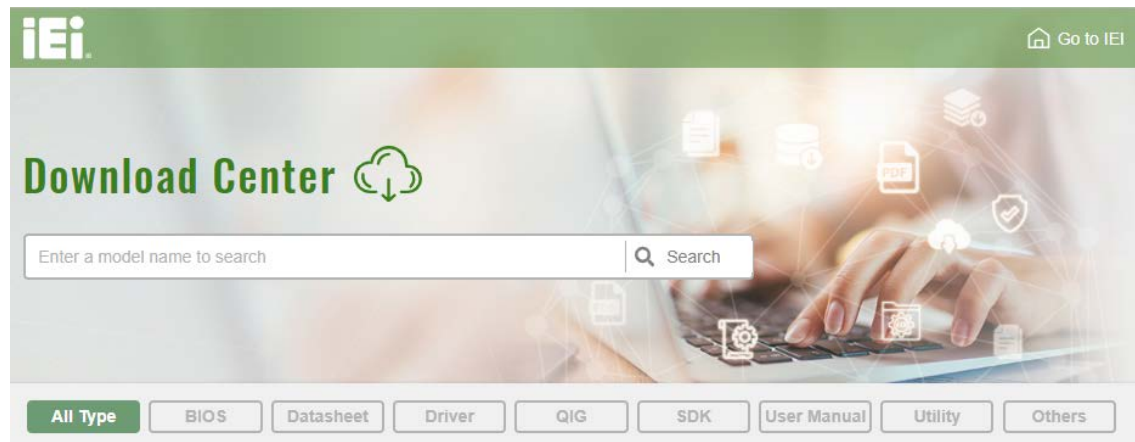 iEi.
Go to IEI
Download Center
Enter a model name to search
Search
PDF
All Type BIOS Datasheet Driver QIG SDK User Manual Utility Others